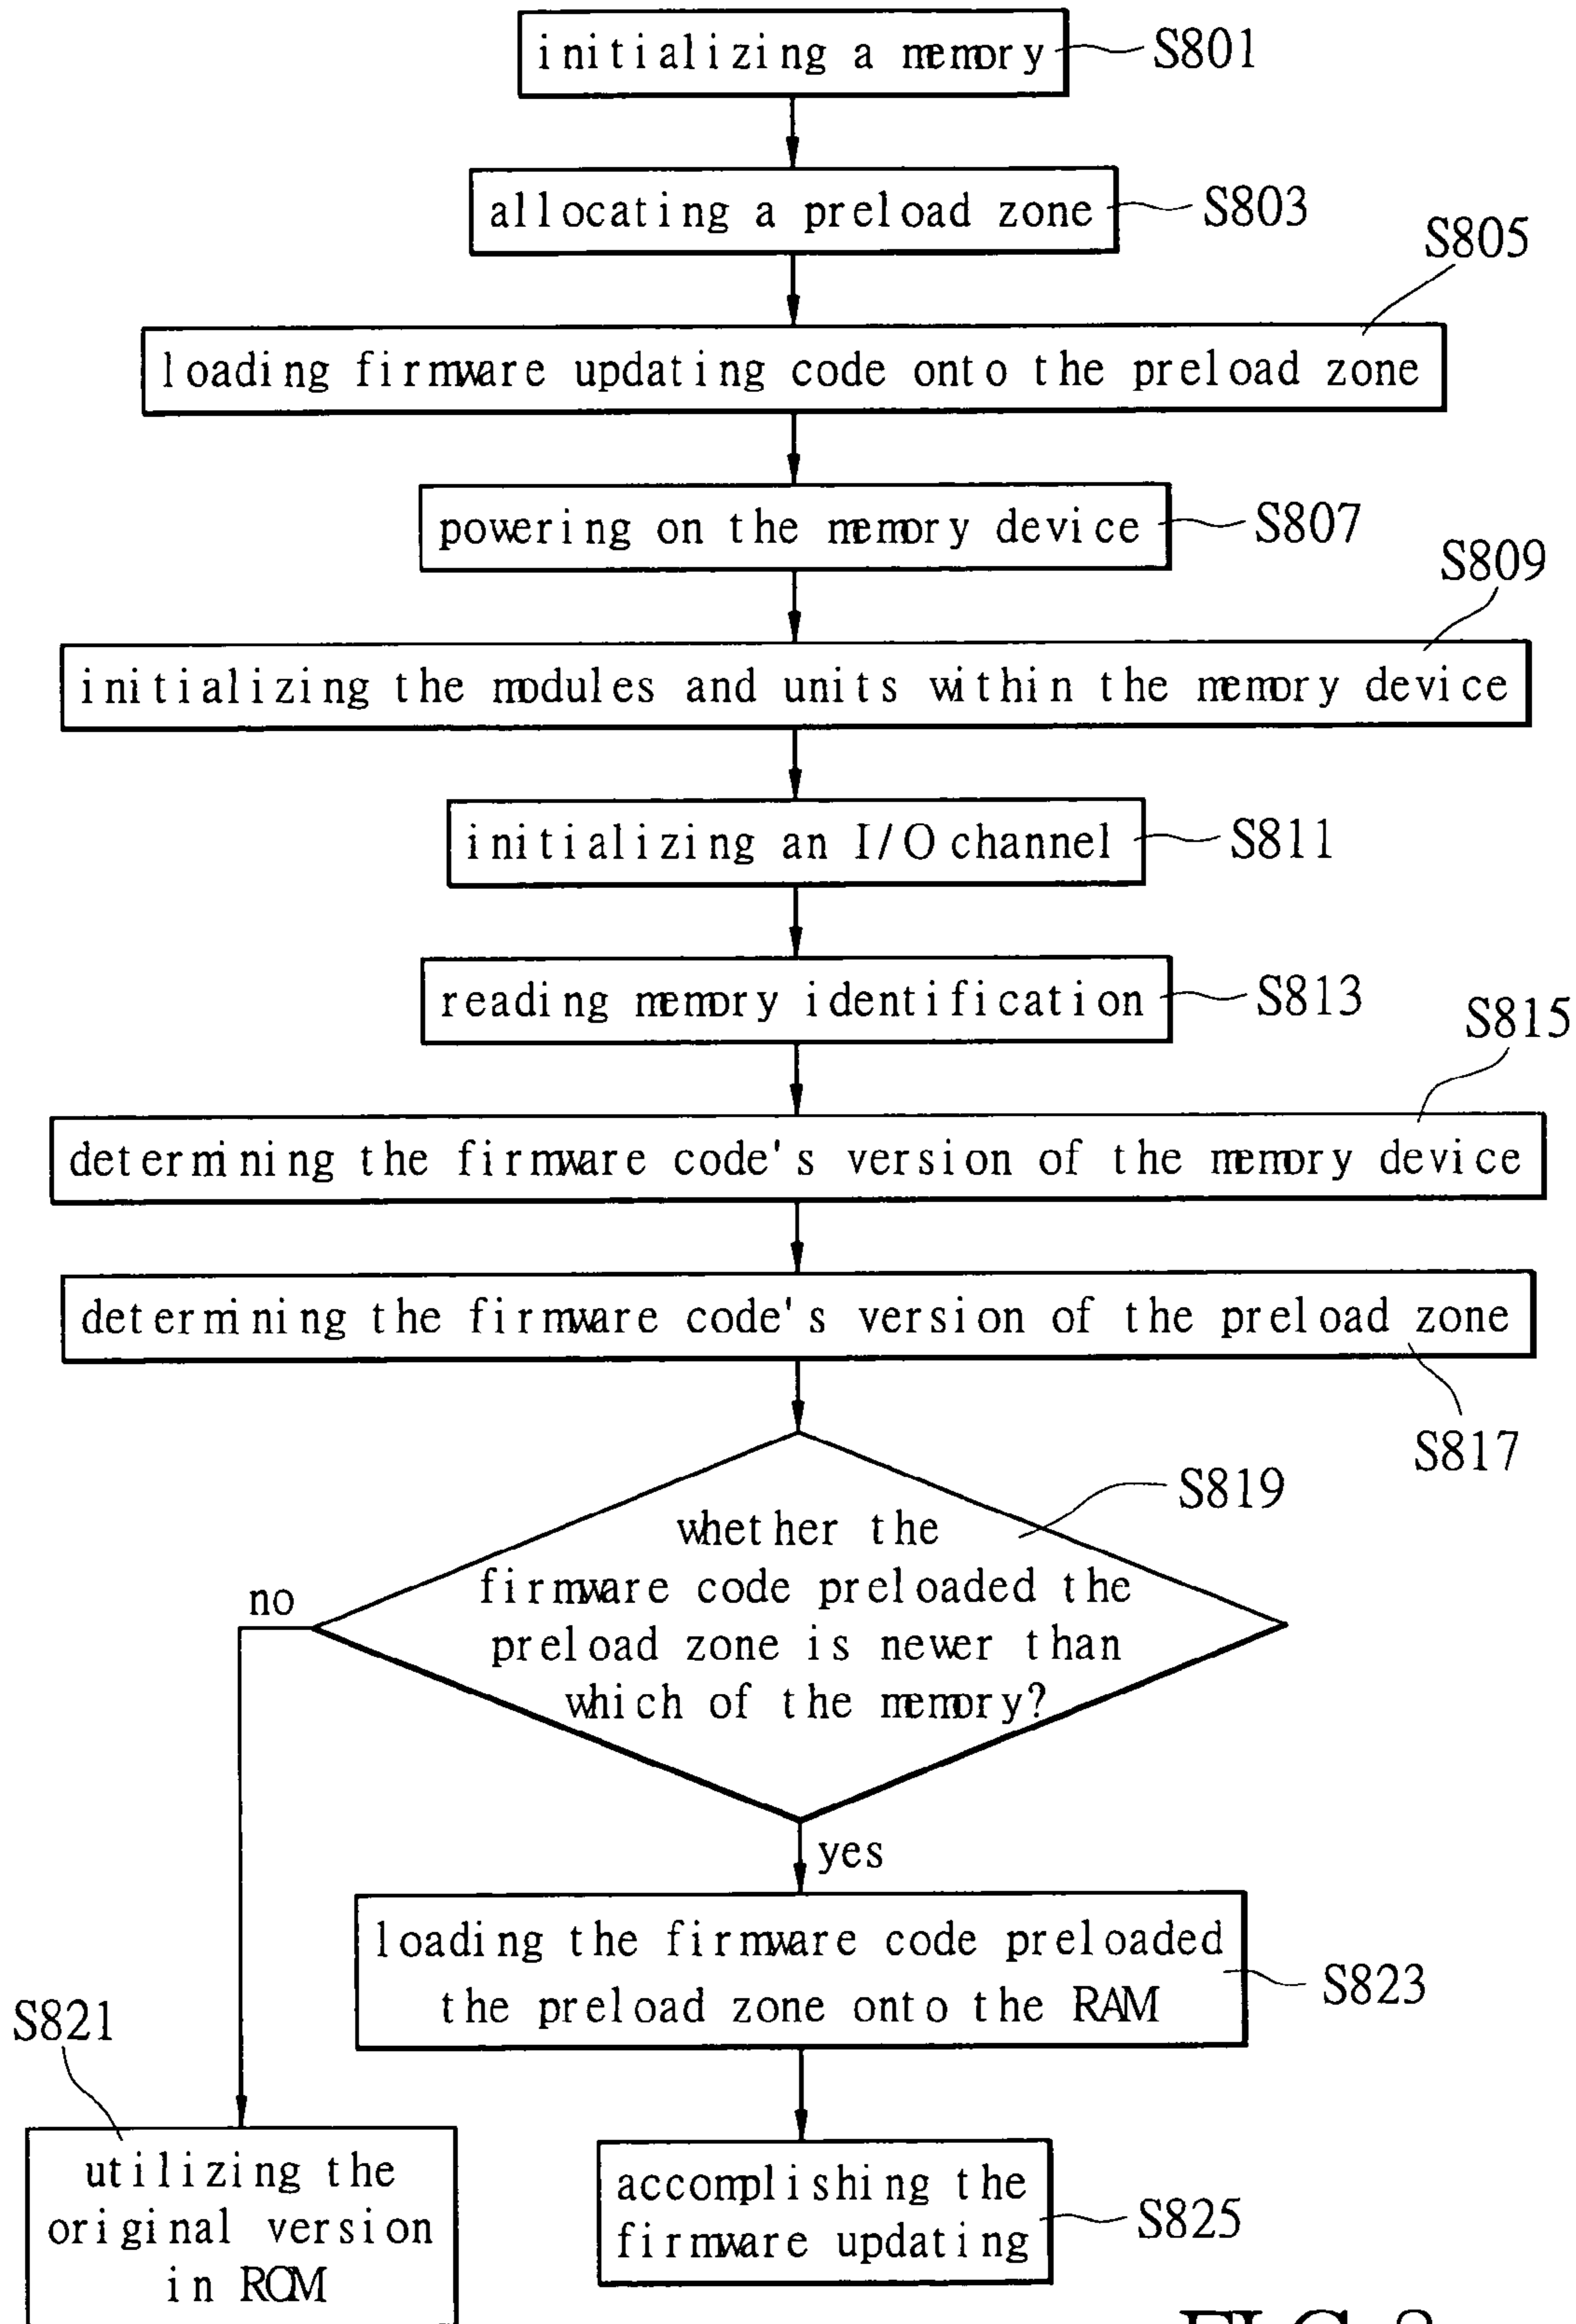 initializing a memory
S801
allocating a preload zone
S803
S805
loading firmware updating code onto the preload zone
powering on the memory device
S807
S809
initializing the modules and units within the memory device
initializing an I/O channel
S811
reading memory identification
S813
S815
determining the firmware code's version of the memory device
determining the firmware code's version of the preload zone
S817
S819
whether the
firmware code preloaded the
preload zone is newer than
which of the memory?
no
yes
loading the firmware code preloaded
the preload zone onto the RAM
S823
S821
utilizing the
original version
in ROM
accomplishing the
firmware updating
S825